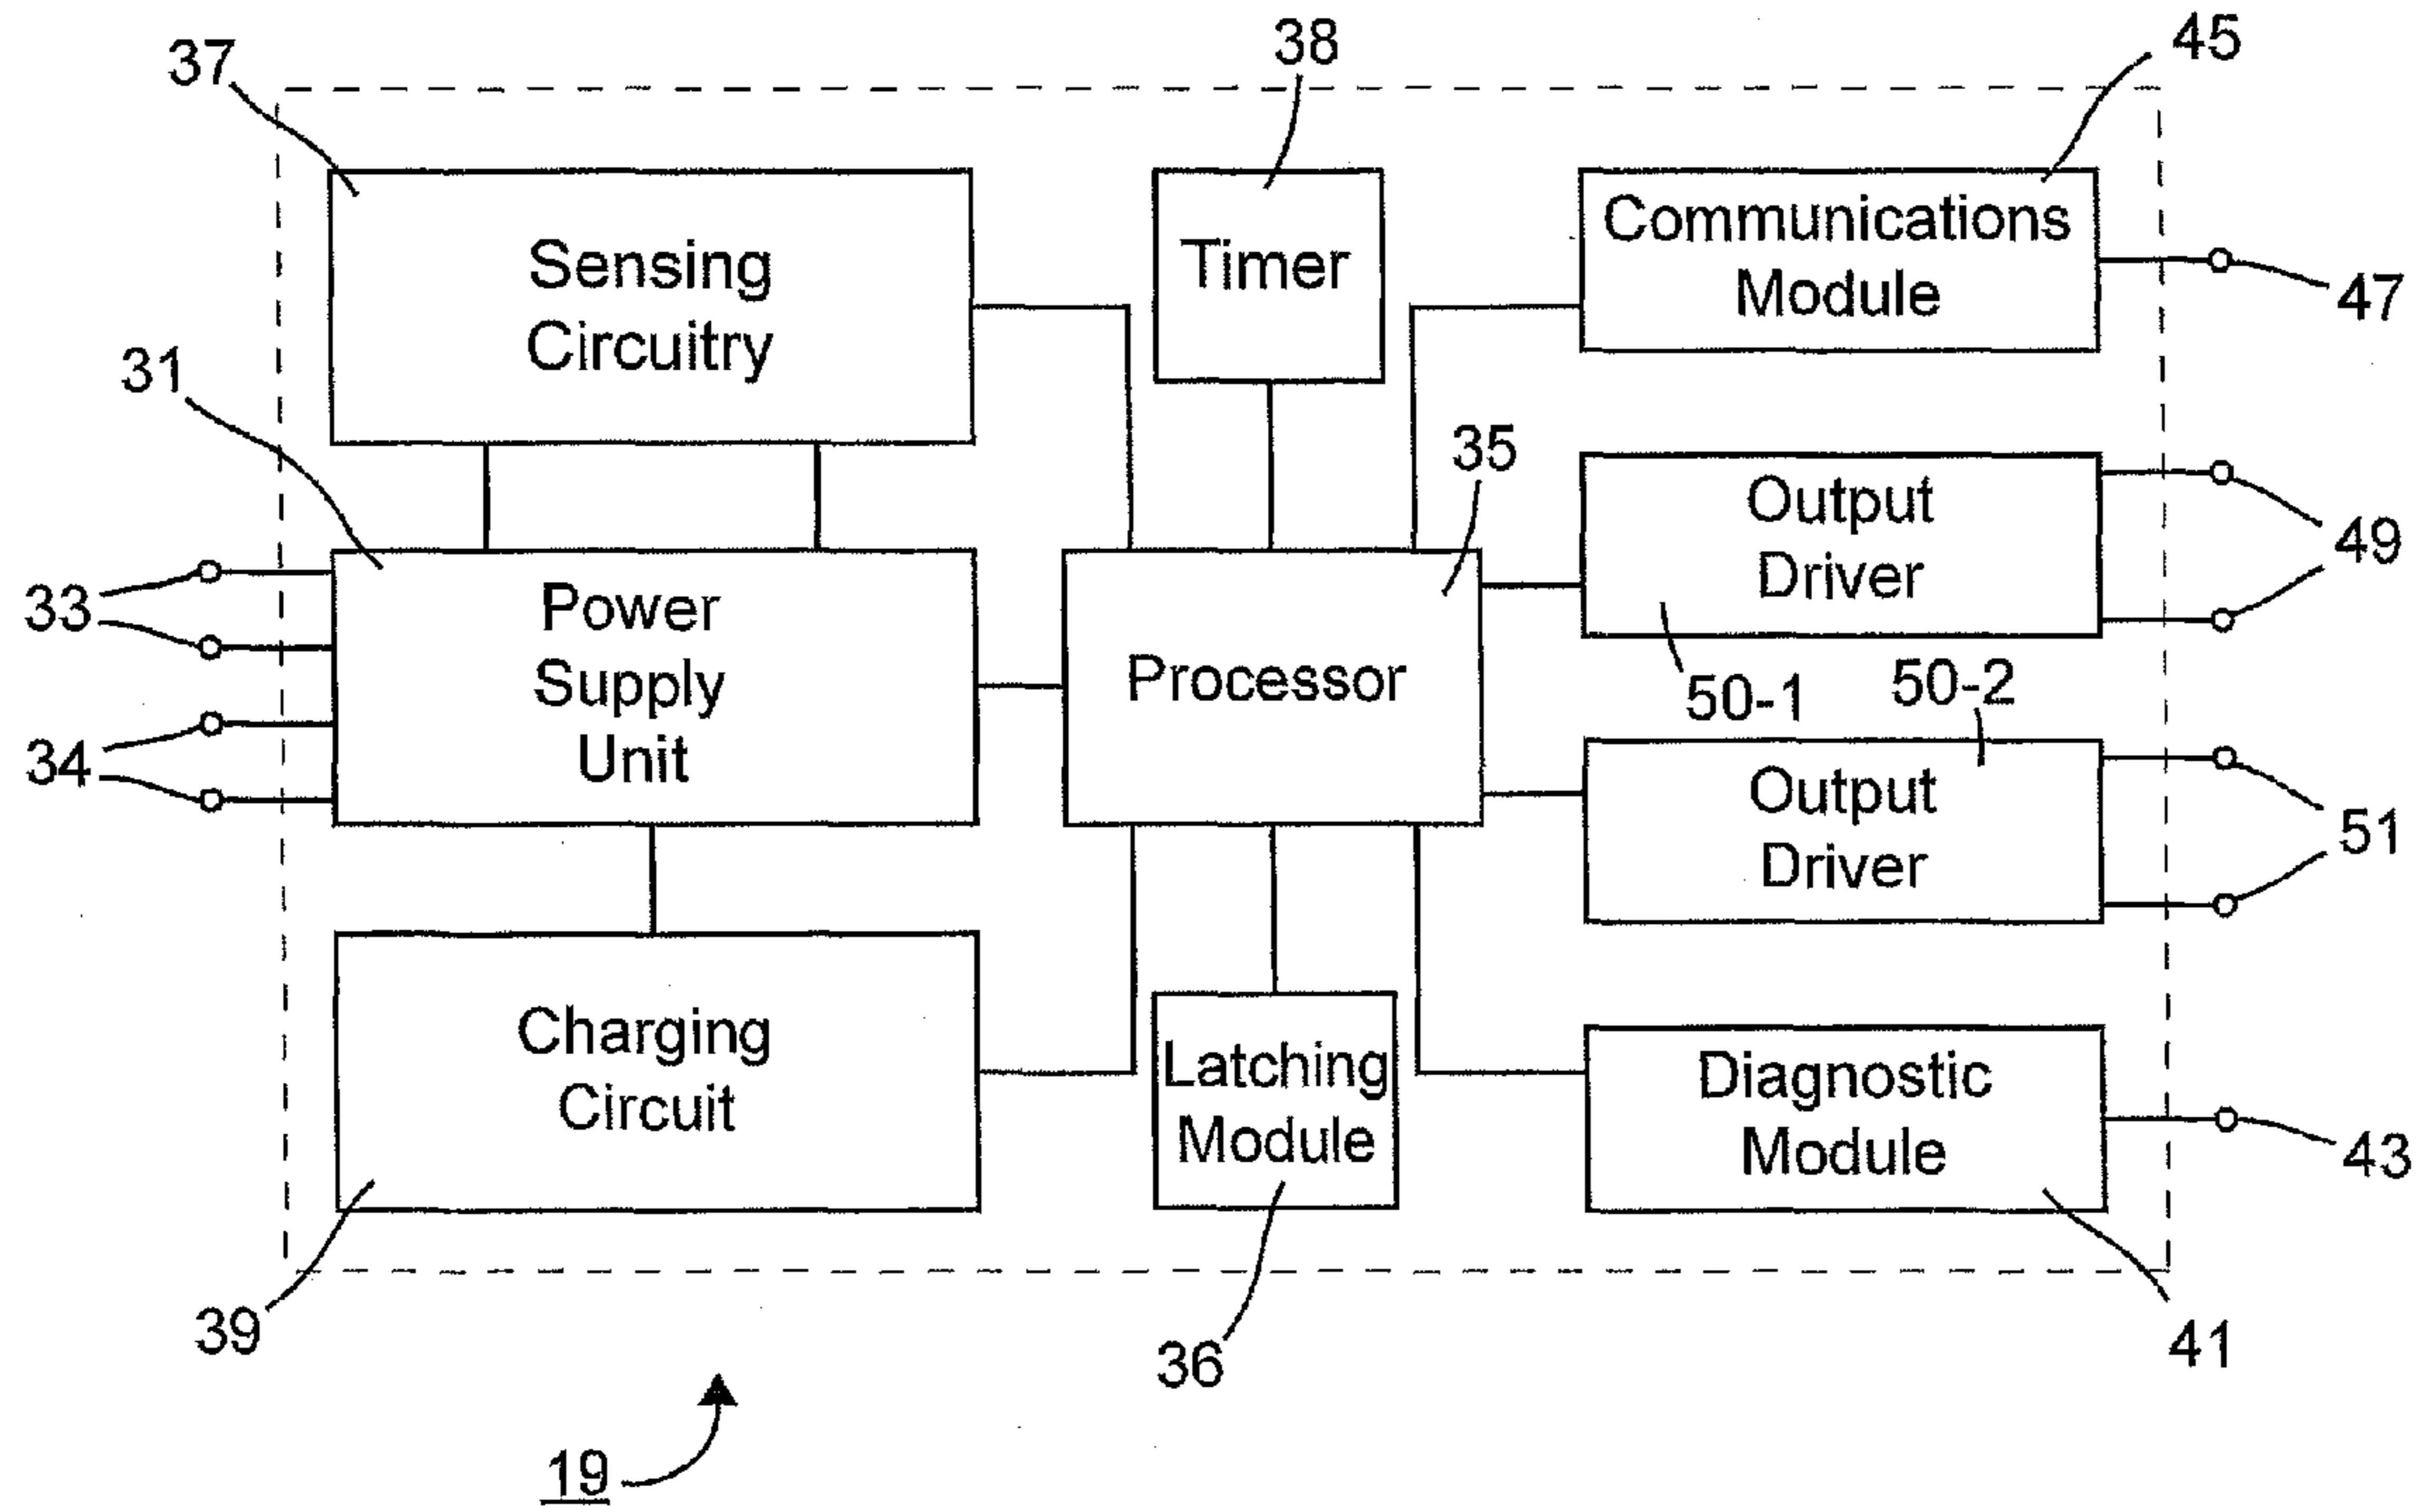 37
38
45
Sensing
Circuitry
Timer
Communications
Module
47
31
35
Output
Driver
49
33
34
Power
Supply
Unit
Processor
50-1
50-2
Output
Driver
51
Charging
Circuit
Latching
Module
Diagnostic
Module
43
39
36
41
19